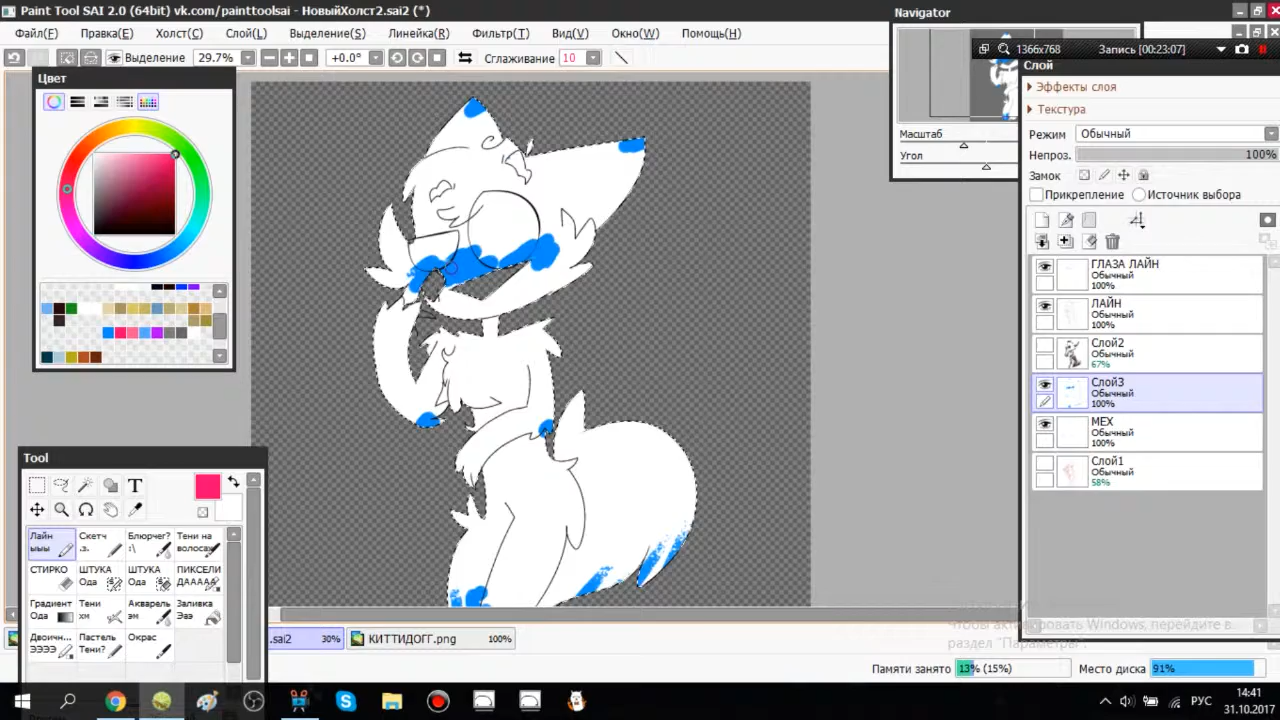 Paint Tool SAI 2.0 (64bit) vk.com/painttoolsai - НовыйХолст2.sai2 (*)
Файл(F) Правка(E) Холст(C) Слой(L) Выделение(S) Линейка(R) Фильтр(T) Вид(V) Окно(W) Помощь(H)
Выделение 29.7% +0.0° Сглаживание 10
Navigator
1366x768 Запись [00:23:07]
Масштаб
Угол
Цвет
Tool
T
Лайн
ыыы
Скетч
.з.
Блюрчег?
:\
Тени на
волосах
СТИРКО
ШТУКА
Ода
ШТУКА
Ода
ПИКСЕЛИ
ДААААА
Градиент
Ода
Тени
хм
Акварель
эм
Заливка
Эээ
Двоичн...
ЭЭЭЭ
Пастель
Тени?
Окрас
Слой
Эффекты слоя
Текстура
Режим Обычный
Непроз. 100%
Замок
Прикрепление Источник выбора
ГЛАЗА ЛАЙН
Обычный
100%
ЛАЙН
Обычный
100%
Слой2
Обычный
67%
Слой3
Обычный
100%
МЕХ
Обычный
100%
Слой1
Обычный
58%
Чтобы активировать Windows, перейдите в
раздел "Параметры".
.sai2 30% КИТТИДОГГ.png 100%
Памяти занято 13% (15%) Место диска 91%
РУС
14:41
31.10.2017